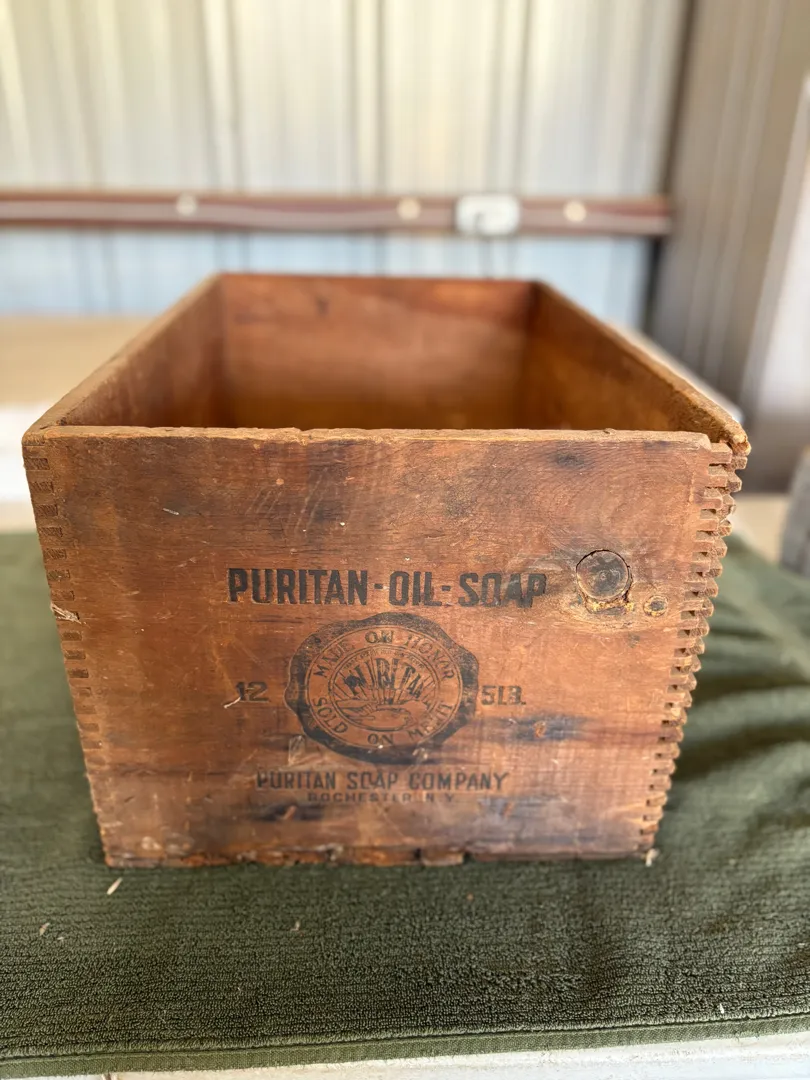 PURITAN-OIL-SOAP
MADE ON HONOR
PURITAN
SOLD ON MERIT
12 5LB.
PURITAN SOAP COMPANY
ROCHESTER N.Y.